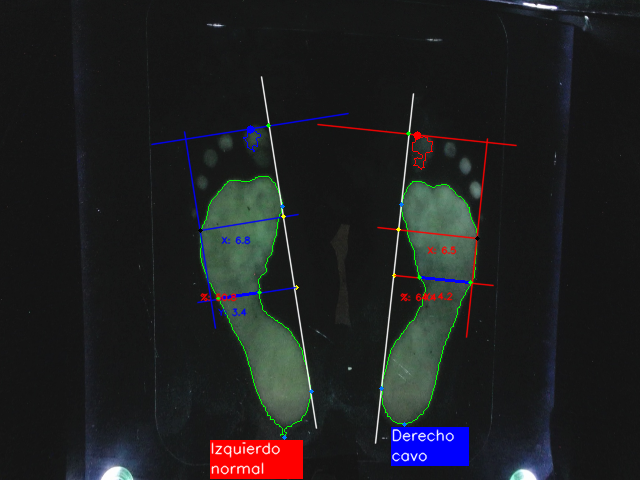 X: 6.8
X: 6.5
X: 3.4
Izquierdo
normal
Derecho
cavo